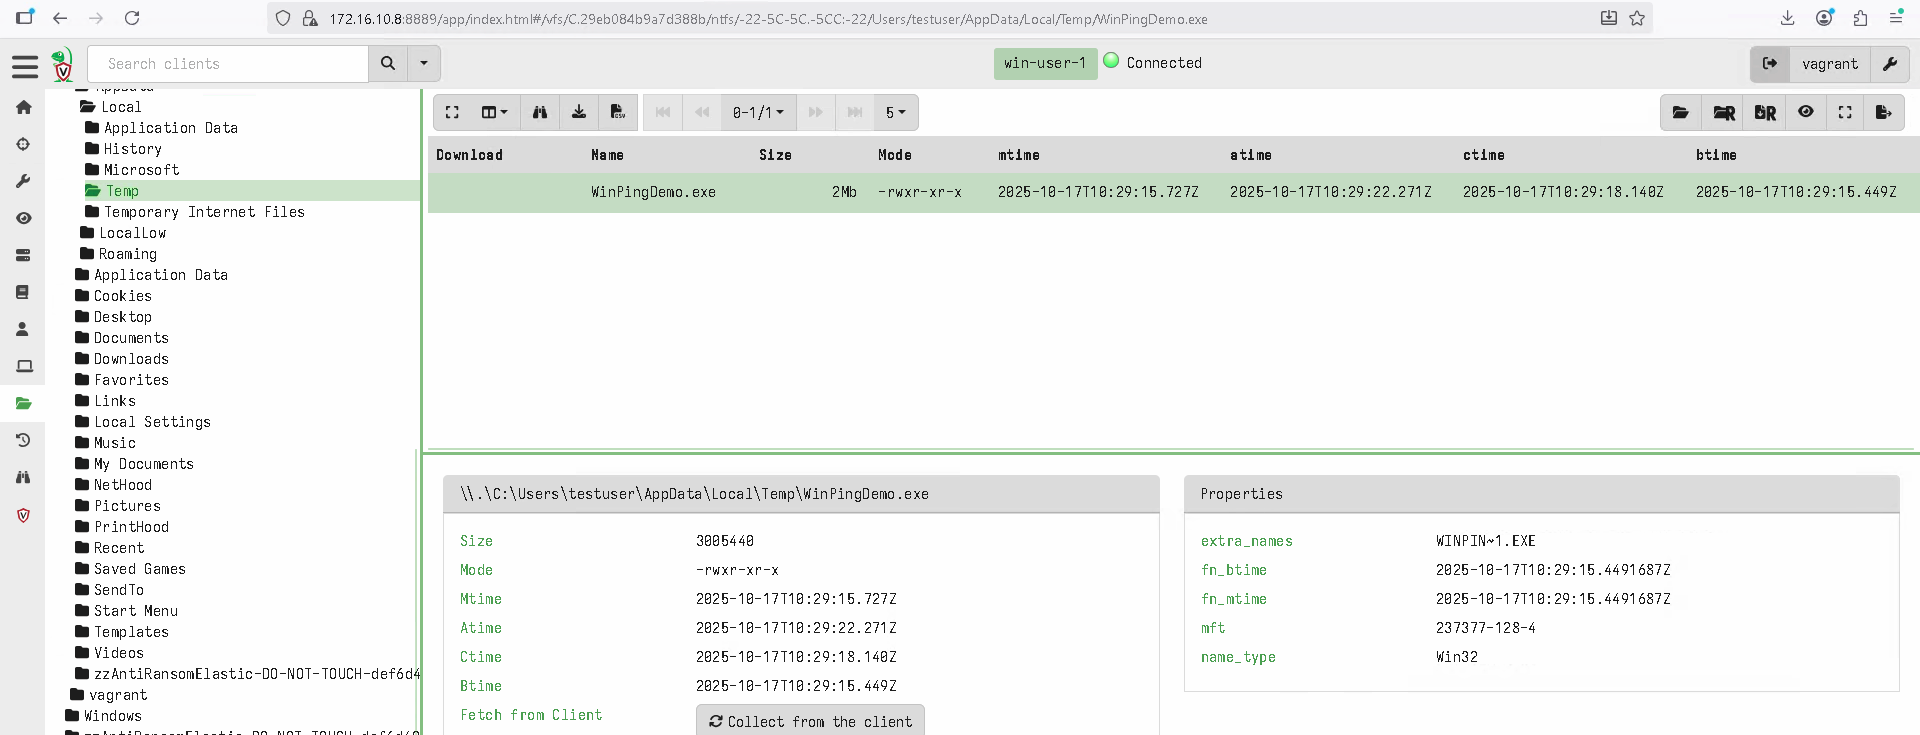 172.16.10.8:8889/app/index.html#/vfs/C.29eb084b9a7d388b/ntfs/-22-5C-5C.-5CC:-22/Users/testuser/AppData/Local/Temp/WinPingDemo.exe
Search clients
win-user-1
Connected
vagrant
AppData
Local
Application Data
History
Microsoft
Temp
Temporary Internet Files
LocalLow
Roaming
Application Data
Cookies
Desktop
Documents
Downloads
Favorites
Links
Local Settings
Music
My Documents
NetHood
Pictures
PrintHood
Recent
Saved Games
SendTo
Start Menu
Templates
Videos
zzAntiRansomElastic-DO-NOT-TOUCH-def6d4
vagrant
Windows
CSV
0-1/1
5
R
R
Download Name Size Mode mtime atime ctime btime
WinPingDemo.exe 2Mb -rwxr-xr-x 2025-10-17T10:29:15.727Z 2025-10-17T10:29:22.271Z 2025-10-17T10:29:18.140Z 2025-10-17T10:29:15.449Z
\\.\C:\Users\testuser\AppData\Local\Temp\WinPingDemo.exe
Size 3005440
Mode -rwxr-xr-x
Mtime 2025-10-17T10:29:15.727Z
Atime 2025-10-17T10:29:22.271Z
Ctime 2025-10-17T10:29:18.140Z
Btime 2025-10-17T10:29:15.449Z
Fetch from Client Collect from the client
Properties
extra_names WINPIN~1.EXE
fn_btime 2025-10-17T10:29:15.4491687Z
fn_mtime 2025-10-17T10:29:15.4491687Z
mft 237377-128-4
name_type Win32